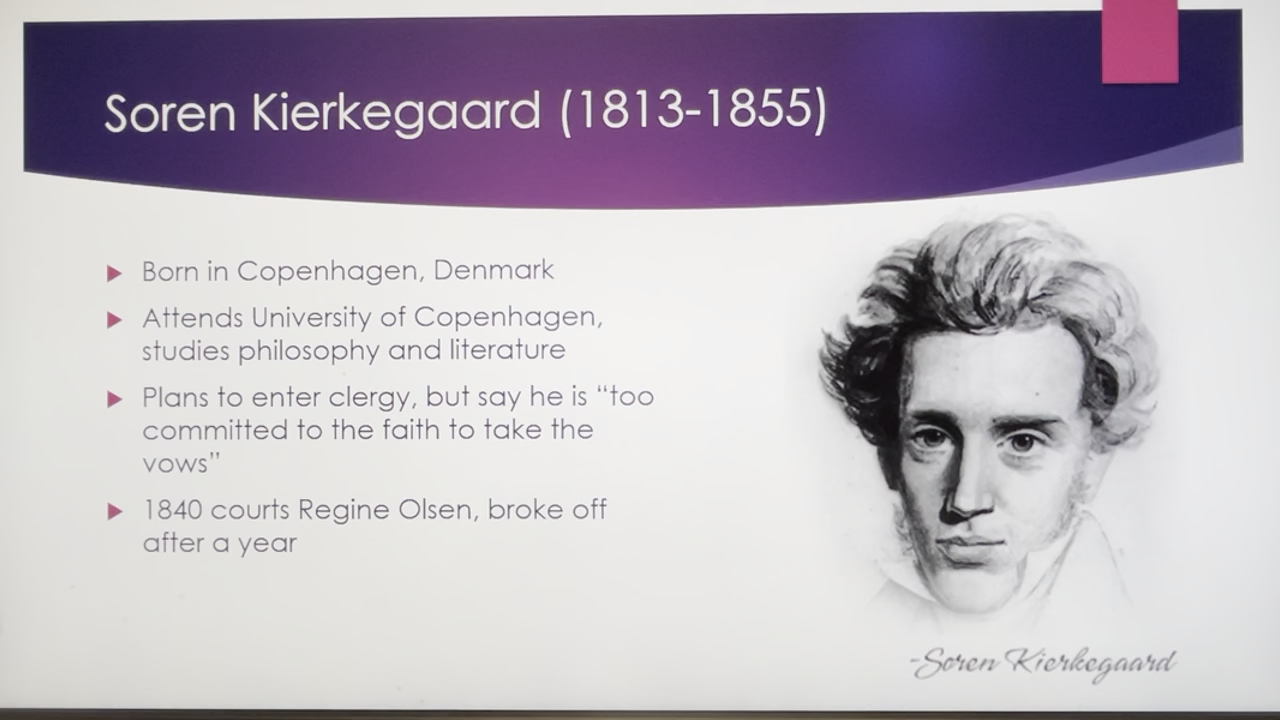 Soren Kierkegaard (1813-1855)
Born in Copenhagen, Denmark
Attends University of Copenhagen,
studies philosophy and literature
Plans to enter clergy, but say he is “too
committed to the faith to take the
vows”
1840 courts Regine Olsen, broke off
after a year
-Soren Kierkegaard